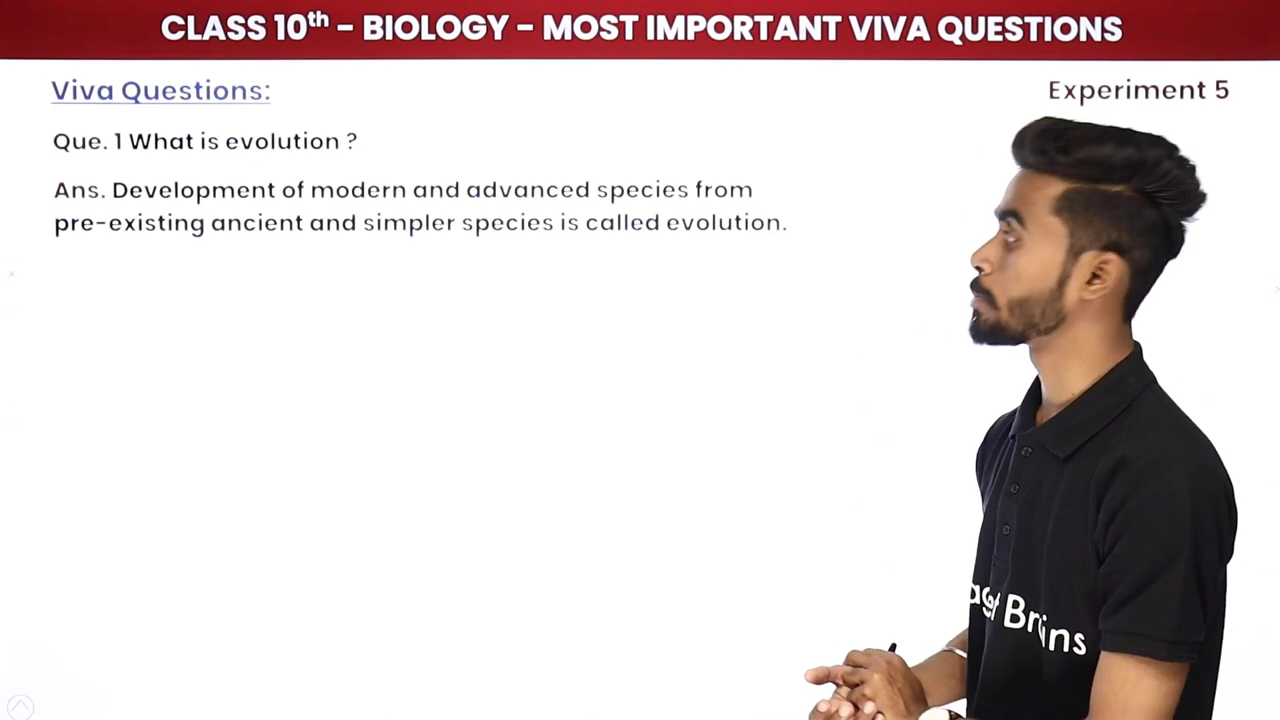 CLASS 10th - BIOLOGY - MOST IMPORTANT VIVA QUESTIONS
Viva Questions:
Experiment 5
Que. 1 What is evolution ?
Ans. Development of modern and advanced species from
pre-existing ancient and simpler species is called evolution.
Brains